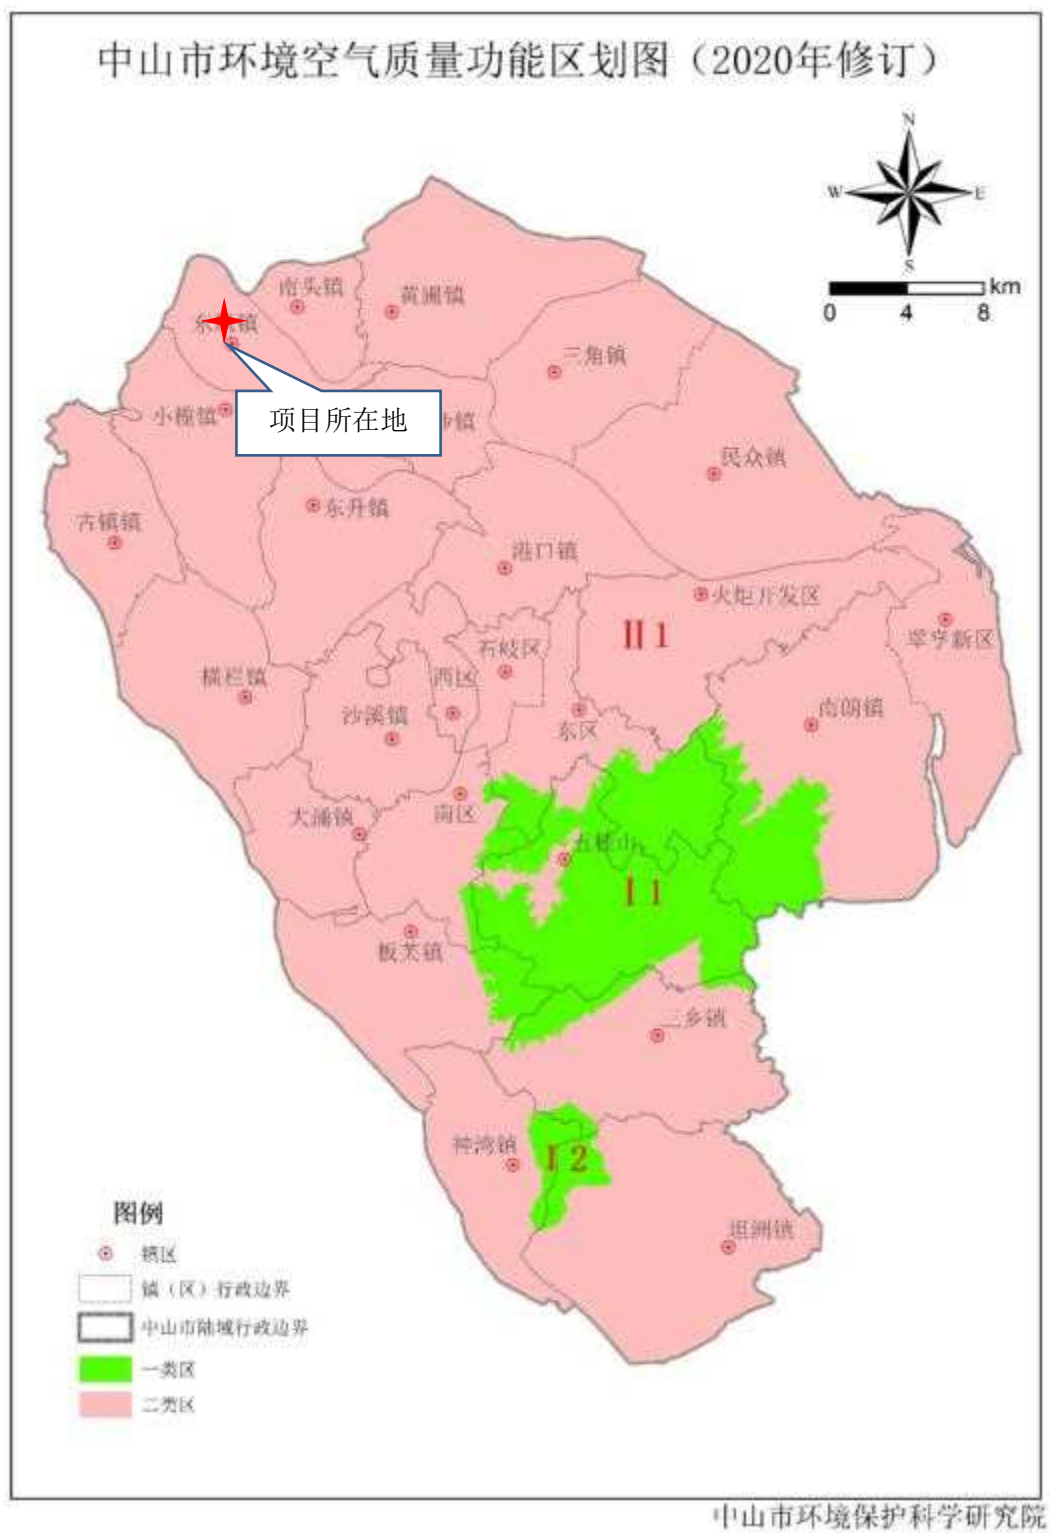 中山市环境空气质量功能区划图（2020年修订）
N
W
E
S
km
0 4 8
南头镇
黄圃镇
三角镇
小榄镇
项目所在地
镇
民众镇
古镇镇
东升镇
港口镇
火炬开发区
II 1
翠亨新区
石岐区
横栏镇
西区
沙溪镇
南朗镇
东区
大涌镇
南区
五桂山
I 1
板芙镇
三乡镇
神湾镇
I 2
坦洲镇
图例
镇区
镇（区）行政边界
中山市陆域行政边界
一类区
二类区
中山市环境保护科学研究院